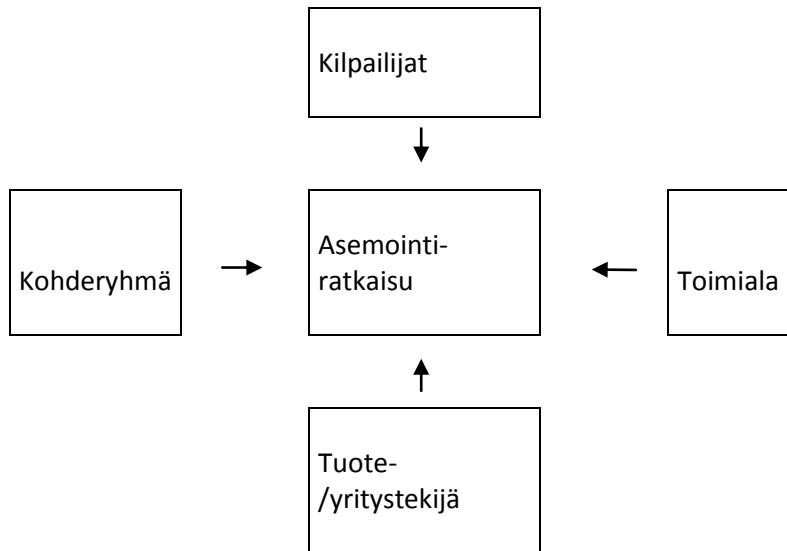 Kilpailijat
Kohderyhmä
Asemointi-
ratkaisu
Toimiala
Tuote-
/yritystekijä